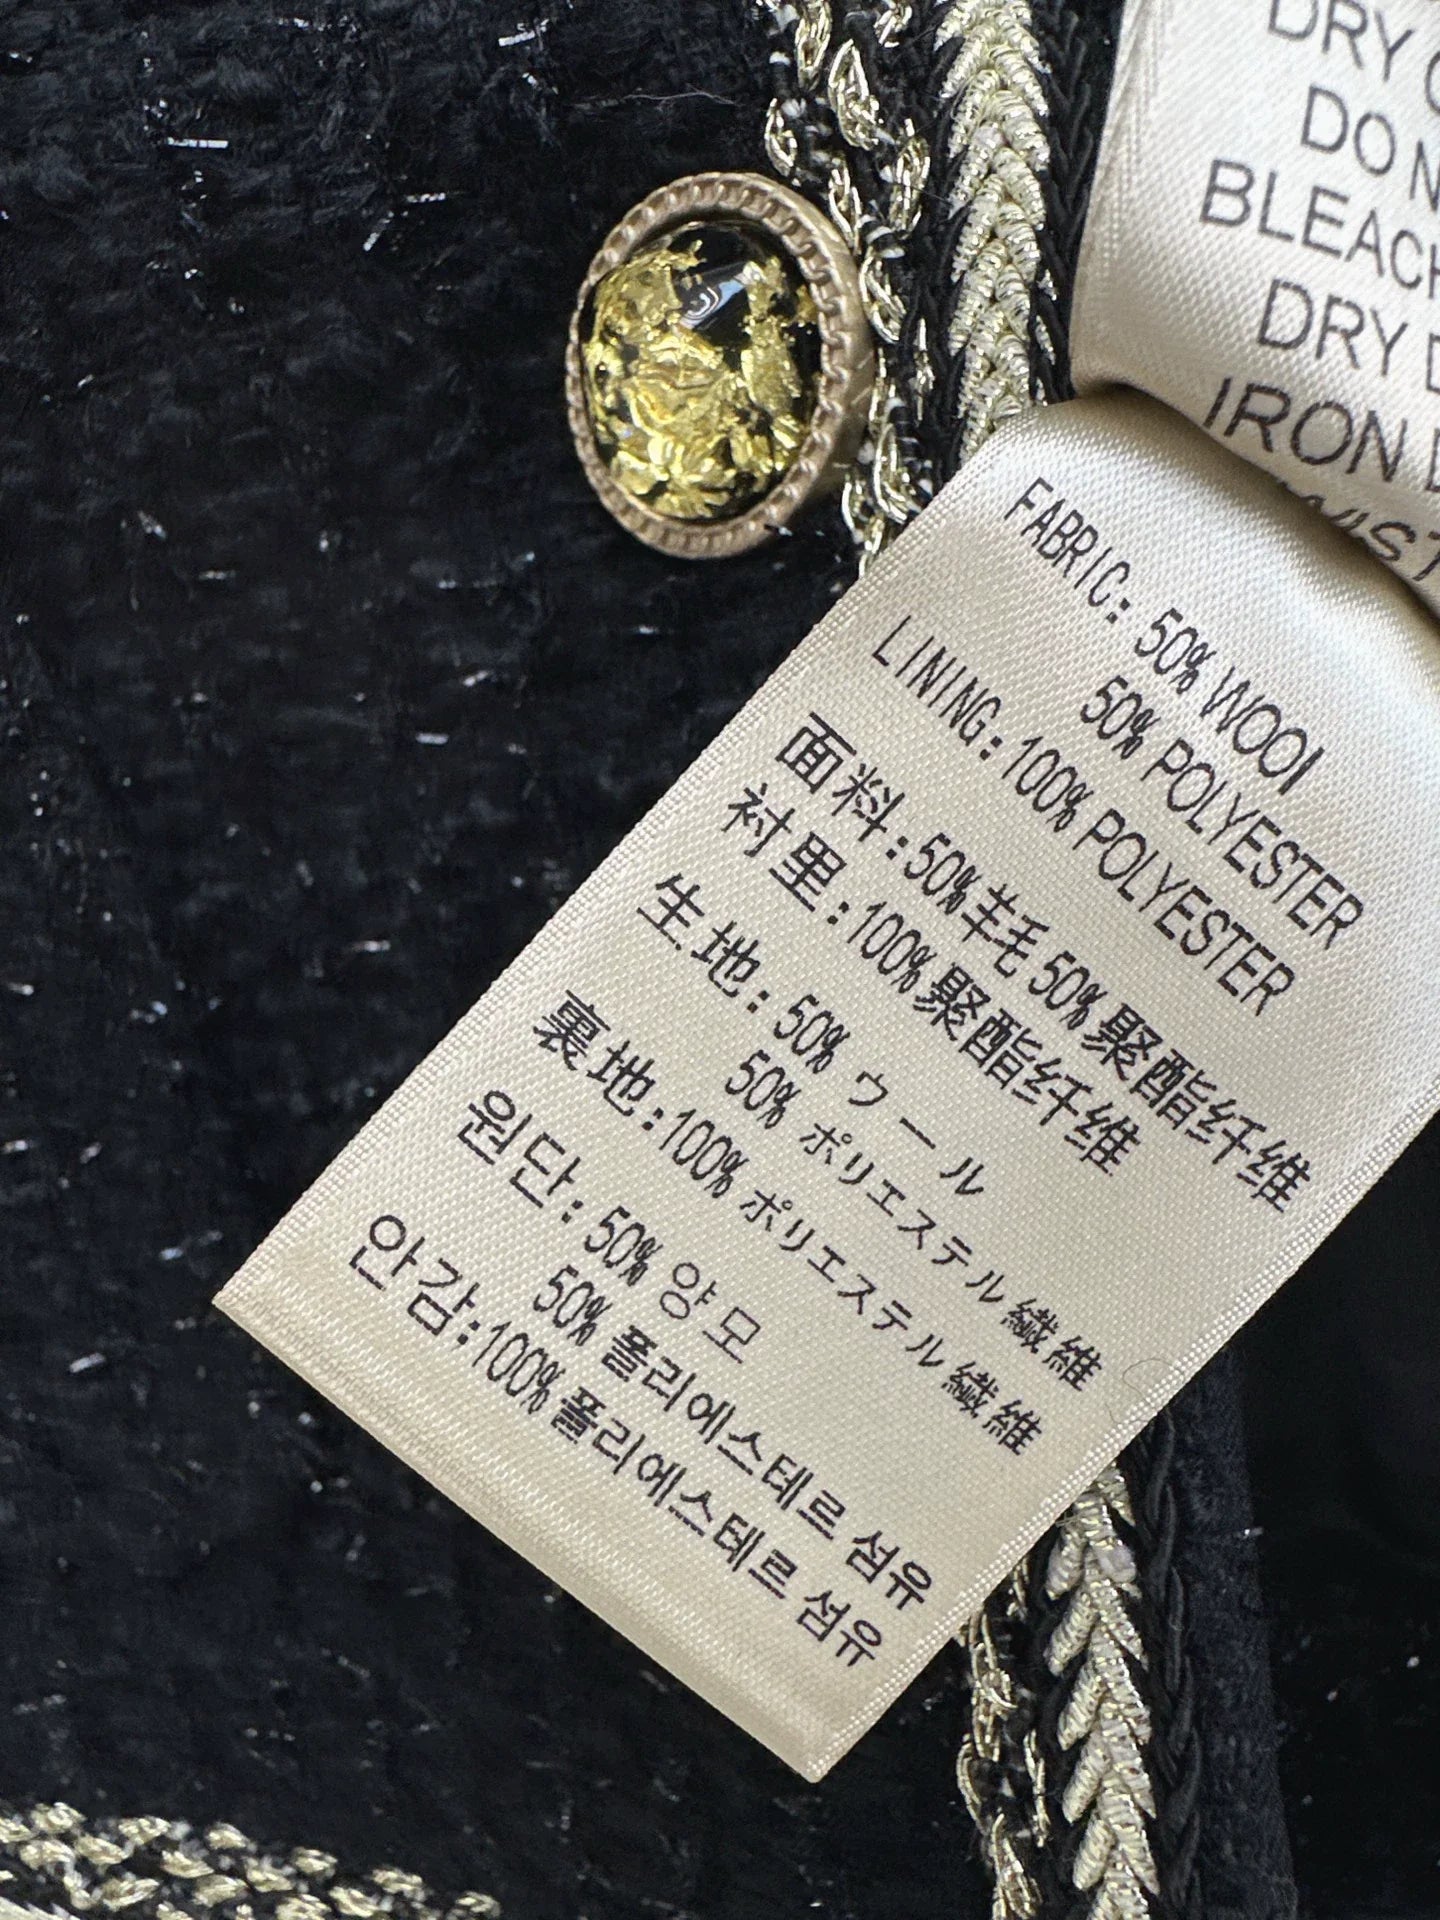 DRY
DO
BLEACH
DRY
IRON
FABRIC: 50% WOOl
50% POLYESTER
LINING:100% POLYESTER
面料:50%羊毛 50%聚酯纤维
衬里:100%聚酯纤维
生地: 50% ウール
50% ポリエステル繊維
裏地:100% ポリエステル繊維
원단: 50% 양모
50% 폴리에스테르 섬유
안감:100% 폴리에스테르 섬유